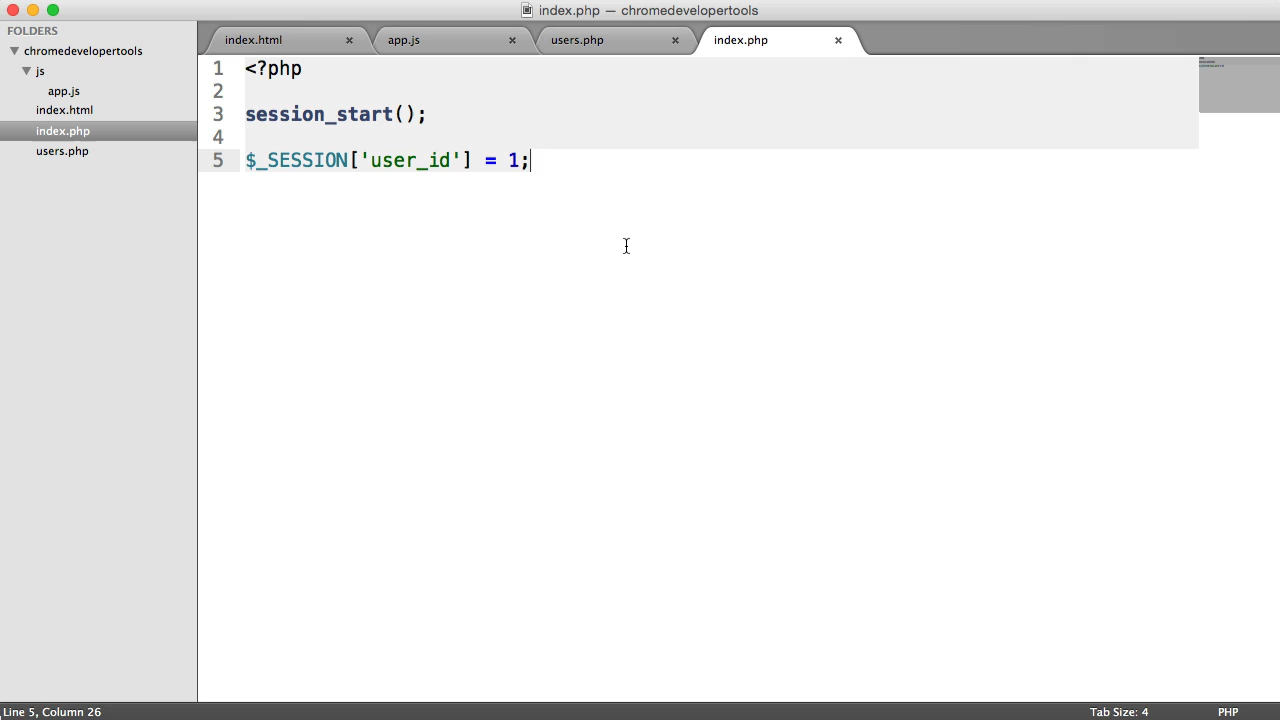 index.php — chromedevelopertools
FOLDERS
chromedevelopertools
js
app.js
index.html
index.php
users.php
index.html × app.js × users.php × index.php ×
1 <?php
2
3 session_start();
4
5 $_SESSION['user_id'] = 1;
Line 5, Column 26
Tab Size: 4
PHP